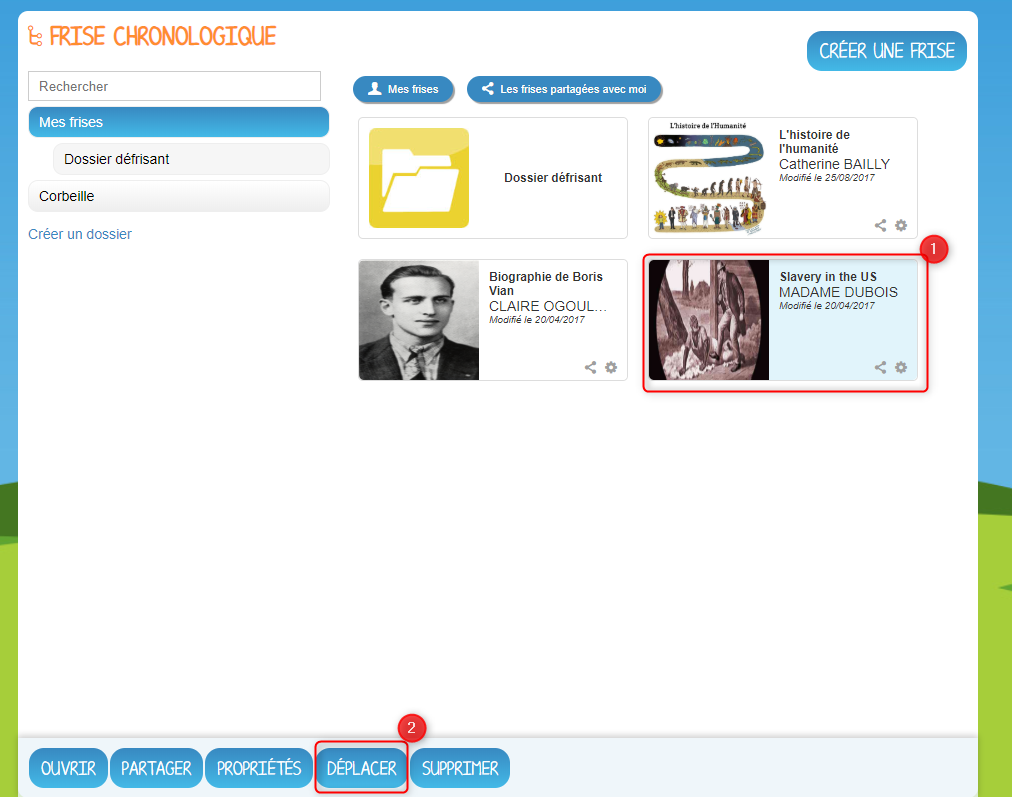 FRISE CHRONOLOGIQUE
CRÉER UNE FRISE
Rechercher
Mes frises
Dossier défrisant
Corbeille
Créer un dossier
Mes frises
Les frises partagées avec moi
Dossier défrisant
L'histoire de l'Humanité
L'histoire de
l'humanité
Catherine BAILLY
Modifié le 25/08/2017
Biographie de Boris
Vian
CLAIRE OGOUL...
Modifié le 20/04/2017
1
Slavery in the US
MADAME DUBOIS
Modifié le 20/04/2017
2
OUVRIR
PARTAGER
PROPRIÉTÉS
DÉPLACER
SUPPRIMER